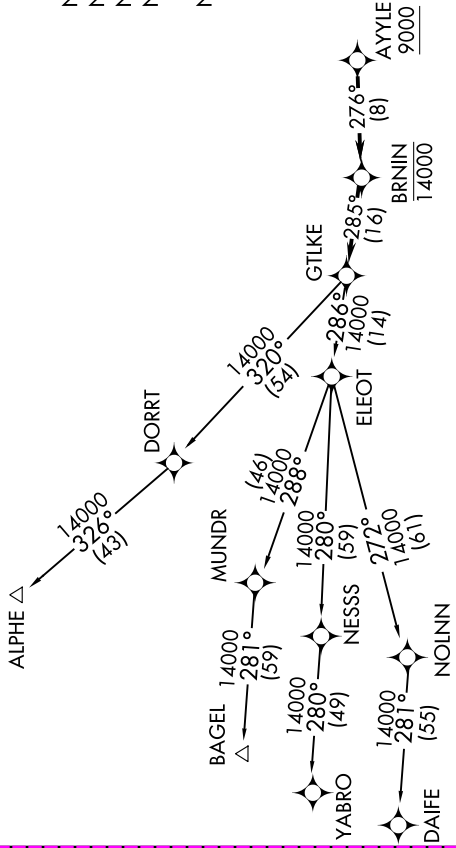 AYYLE
9000
276°
(8)
BRNIN
14000
285°
(16)
GTLKE
286°
14000
(14)
ELEOT
14000
320°
(54)
DORRT
14000
326°
(43)
ALPHE
(46)
14000
288°
MUNDR
14000
281°
(59)
BAGEL
14000
280°
(59)
NESSS
14000
280°
(49)
YABRO
272°
14000
(61)
NOLNN
14000
281°
(55)
DAIFE